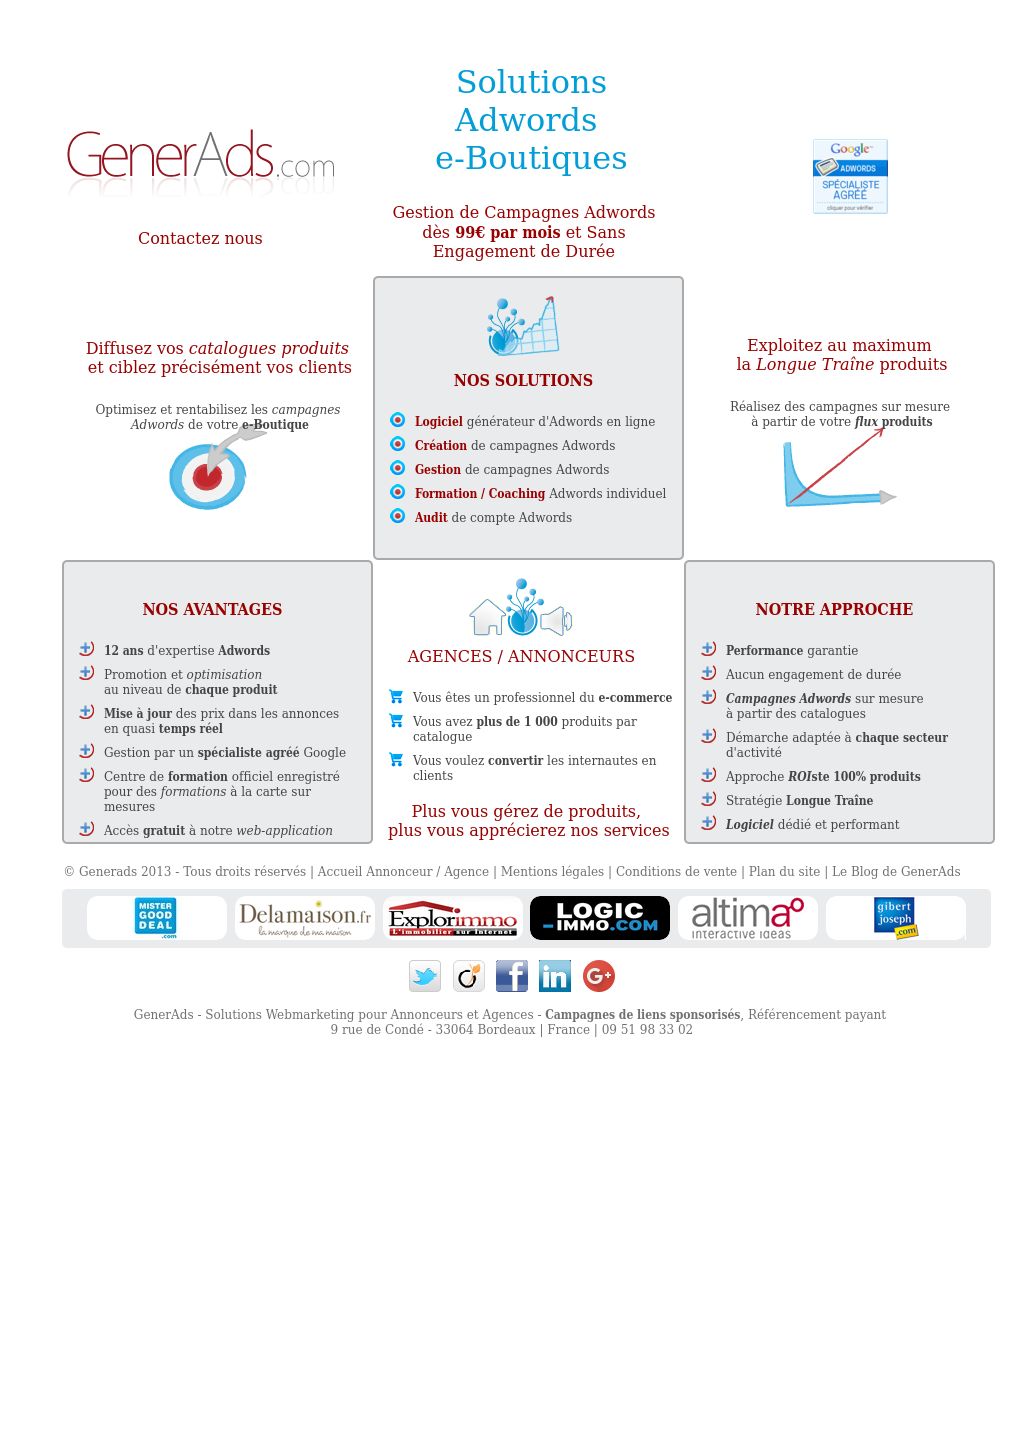 GenerAds.com
Contactez nous
Solutions
Adwords
e-Boutiques
Gestion de Campagnes Adwords
dès 99€ par mois et Sans
Engagement de Durée
Google™
ADWORDS
SPÉCIALISTE
AGRÉÉ
cliquer pour vérifier
Diffusez vos catalogues produits
et ciblez précisément vos clients
Optimisez et rentabilisez les campagnes
Adwords de votre e-Boutique
NOS SOLUTIONS
Logiciel générateur d'Adwords en ligne
Création de campagnes Adwords
Gestion de campagnes Adwords
Formation / Coaching Adwords individuel
Audit de compte Adwords
Exploitez au maximum
la Longue Traîne produits
Réalisez des campagnes sur mesure
à partir de votre flux produits
NOS AVANTAGES
12 ans d'expertise Adwords
Promotion et optimisation
au niveau de chaque produit
Mise à jour des prix dans les annonces
en quasi temps réel
Gestion par un spécialiste agréé Google
Centre de formation officiel enregistré
pour des formations à la carte sur
mesures
Accès gratuit à notre web-application
AGENCES / ANNONCEURS
Vous êtes un professionnel du e-commerce
Vous avez plus de 1 000 produits par
catalogue
Vous voulez convertir les internautes en
clients
Plus vous gérez de produits,
plus vous apprécierez nos services
NOTRE APPROCHE
Performance garantie
Aucun engagement de durée
Campagnes Adwords sur mesure
à partir des catalogues
Démarche adaptée à chaque secteur
d'activité
Approche ROIste 100% produits
Stratégie Longue Traîne
Logiciel dédié et performant
© Generads 2013 - Tous droits réservés | Accueil Annonceur / Agence | Mentions légales | Conditions de vente | Plan du site | Le Blog de GenerAds
MISTER
GOOD
DEAL
.com
Delamaison.fr
la marque de ma maison
Explorimmo
L'immobilier sur Internet
LOGIC
-IMMO.COM
altima°
interactive ideas
gibert
joseph
.com
in
G+
GenerAds - Solutions Webmarketing pour Annonceurs et Agences - Campagnes de liens sponsorisés, Référencement payant
9 rue de Condé - 33064 Bordeaux | France | 09 51 98 33 02